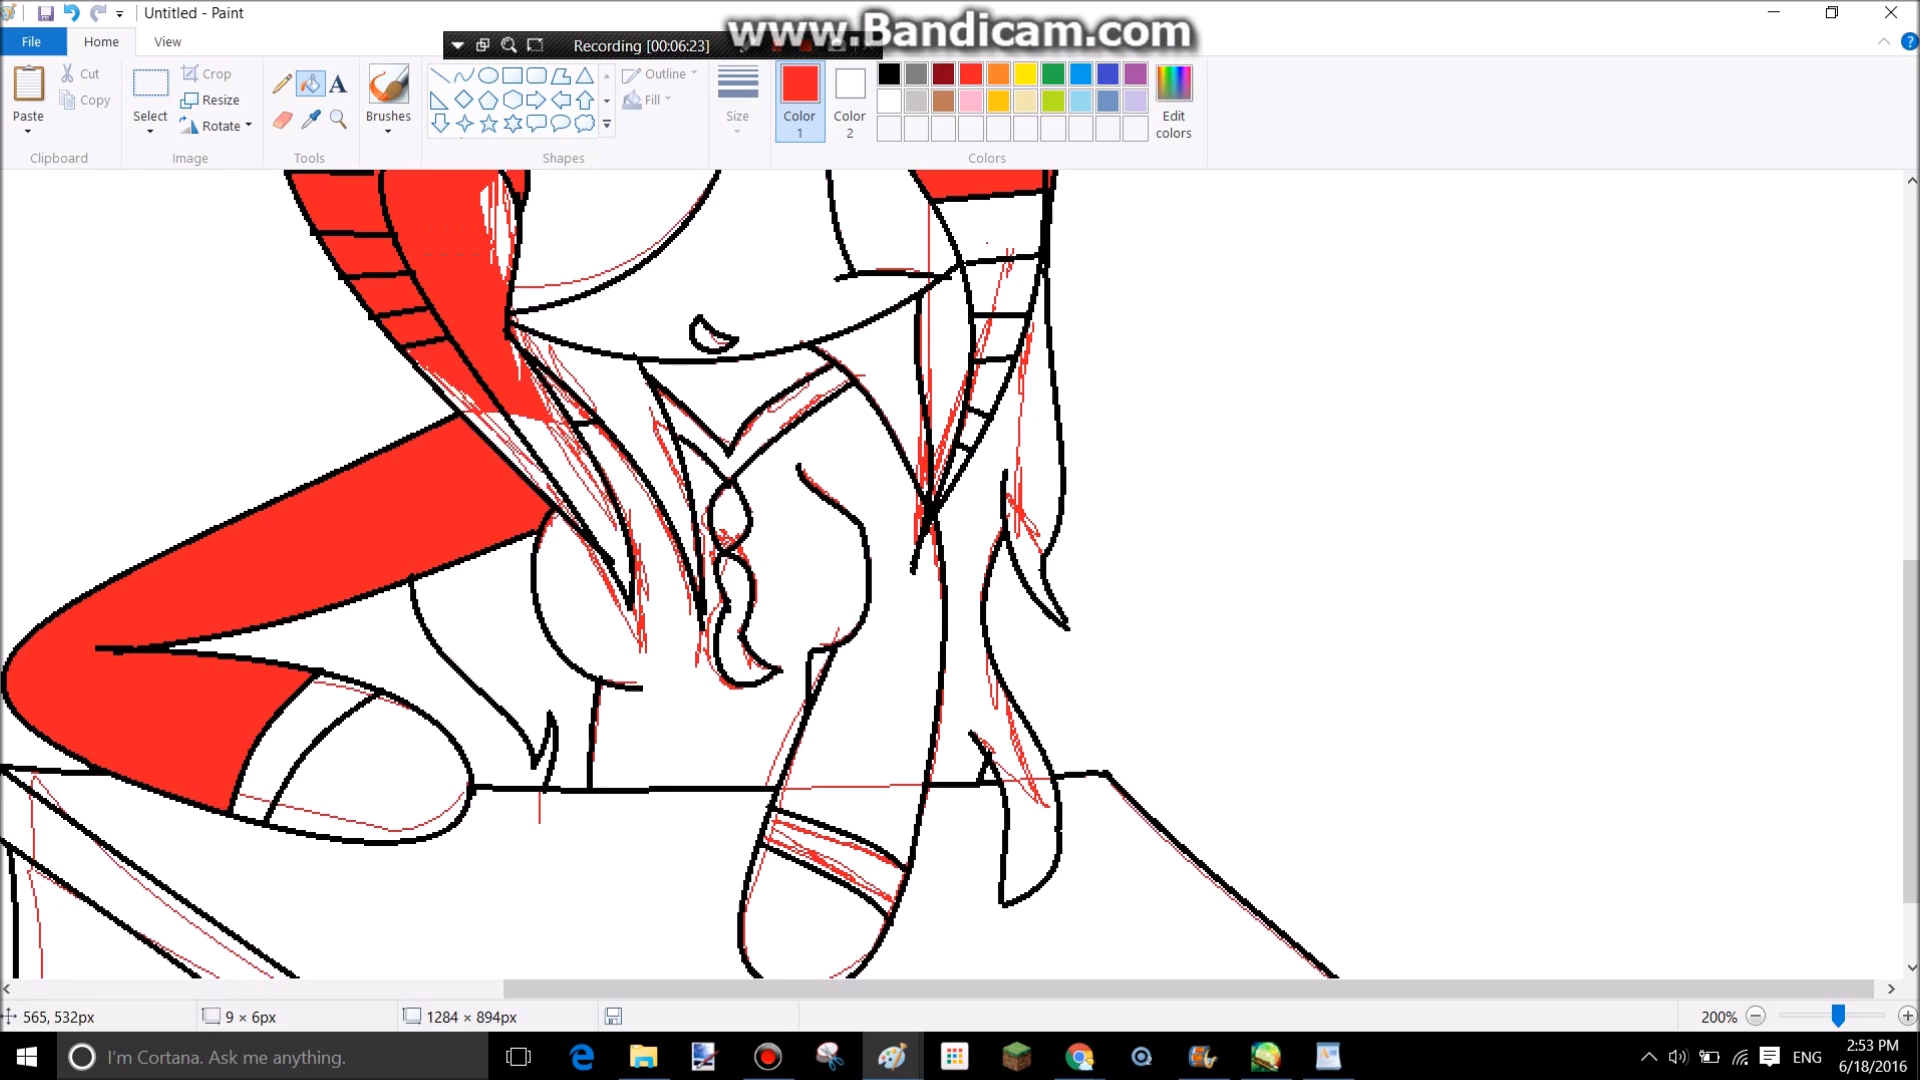 Untitled - Paint
www.Bandicam.com
File
Home
View
Recording [00:06:23]
Paste
Cut
Copy
Clipboard
Select
Crop
Resize
Rotate
Image
A
Tools
Brushes
Outline
Fill
Shapes
Size
Color
1
Color
2
Edit
colors
Colors
565, 532px
9 × 6px
1284 × 894px
200%
I'm Cortana. Ask me anything.
ENG
2:53 PM
6/18/2016